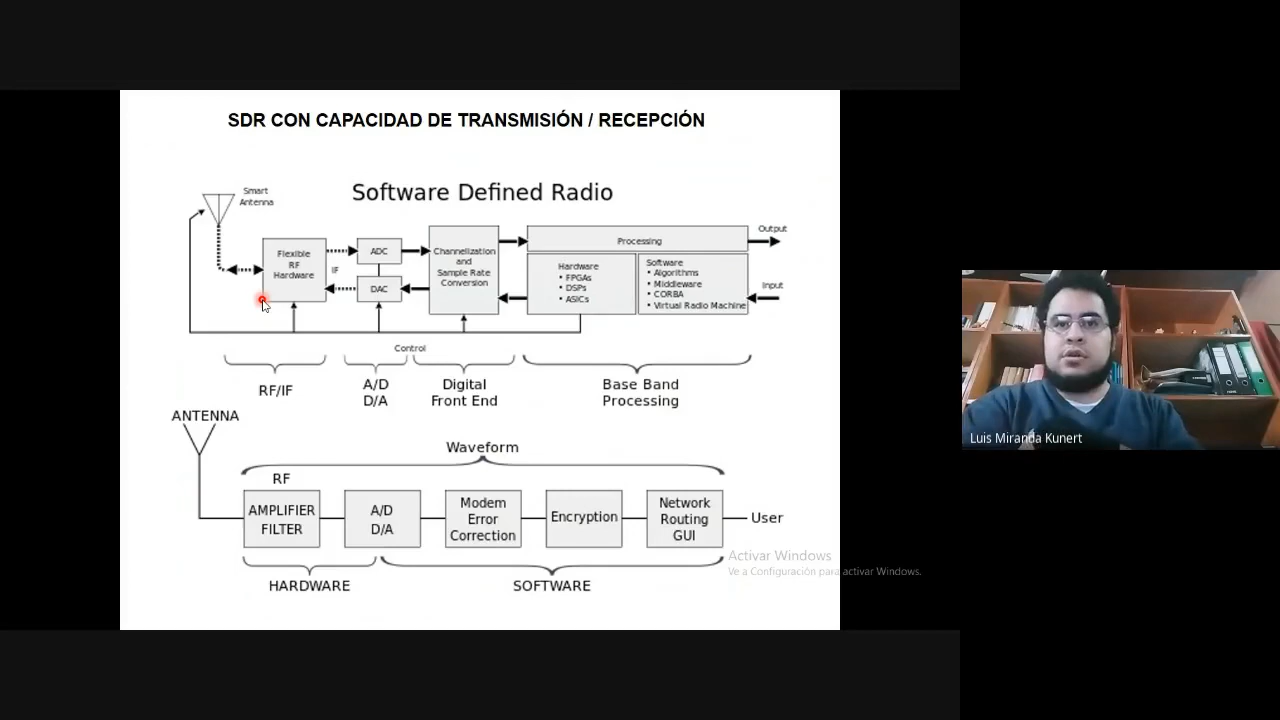 SDR CON CAPACIDAD DE TRANSMISIÓN / RECEPCIÓN
Software Defined Radio
Smart
Antenna
Flexible
RF
Hardware
IF
ADC
DAC
Channelization
and
Sample Rate
Conversion
Processing
Hardware
• FPGAs
• DSPs
• ASICs
Software
• Algorithms
• Middleware
• CORBA
• Virtual Radio Machine
Output
Input
Control
RF/IF
A/D
D/A
Digital
Front End
Base Band
Processing
ANTENNA
Waveform
RF
AMPLIFIER
FILTER
A/D
D/A
Modem
Error
Correction
Encryption
Network
Routing
GUI
User
HARDWARE
SOFTWARE
Activar Windows
Ve a Configuración para activar Windows.
Luis Miranda Kunert